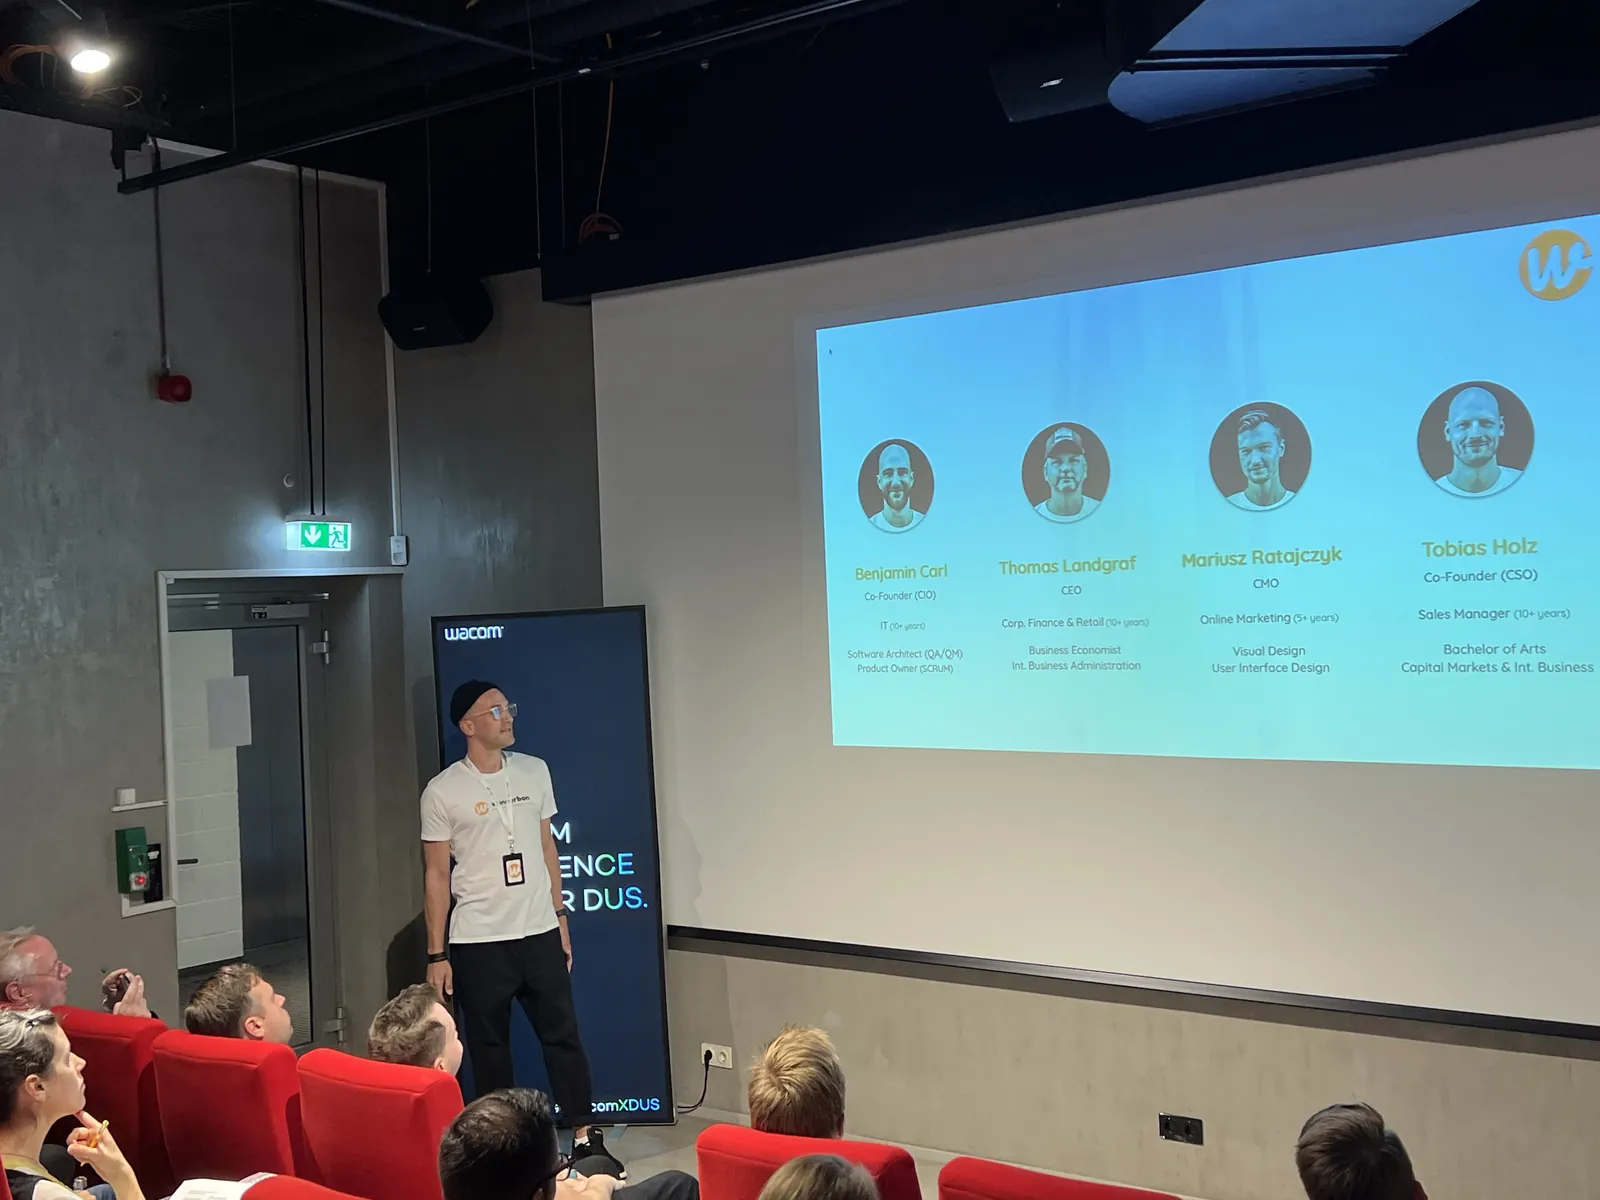 Benjamin Carl
Co-Founder (CIO)
IT (10+ years)
Software Architect (QA/QM)
Product Owner (SCRUM)
Thomas Landgraf
CEO
Corp. Finance & Retail (10+ years)
Business Economist
Int. Business Administration
Mariusz Ratajczyk
CMO
Online Marketing (5+ years)
Visual Design
User Interface Design
Tobias Holz
Co-Founder (CSO)
Sales Manager (10+ years)
Bachelor of Arts
Capital Markets & Int. Business
wacom
M
ENCE
R DUS.
comXDUS